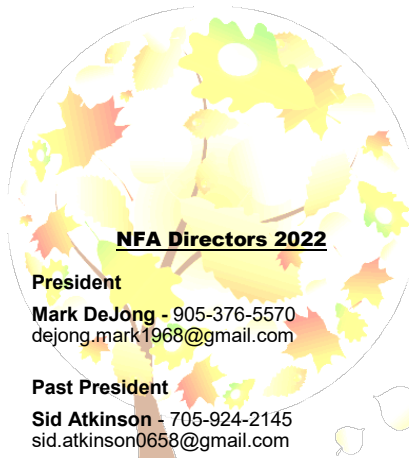 NFA Directors 2022
President
Mark DeJong - 905-376-5570
dejong.mark1968@gmail.com
Past President
Sid Atkinson - 705-924-2145
sid.atkinson0658@gmail.com